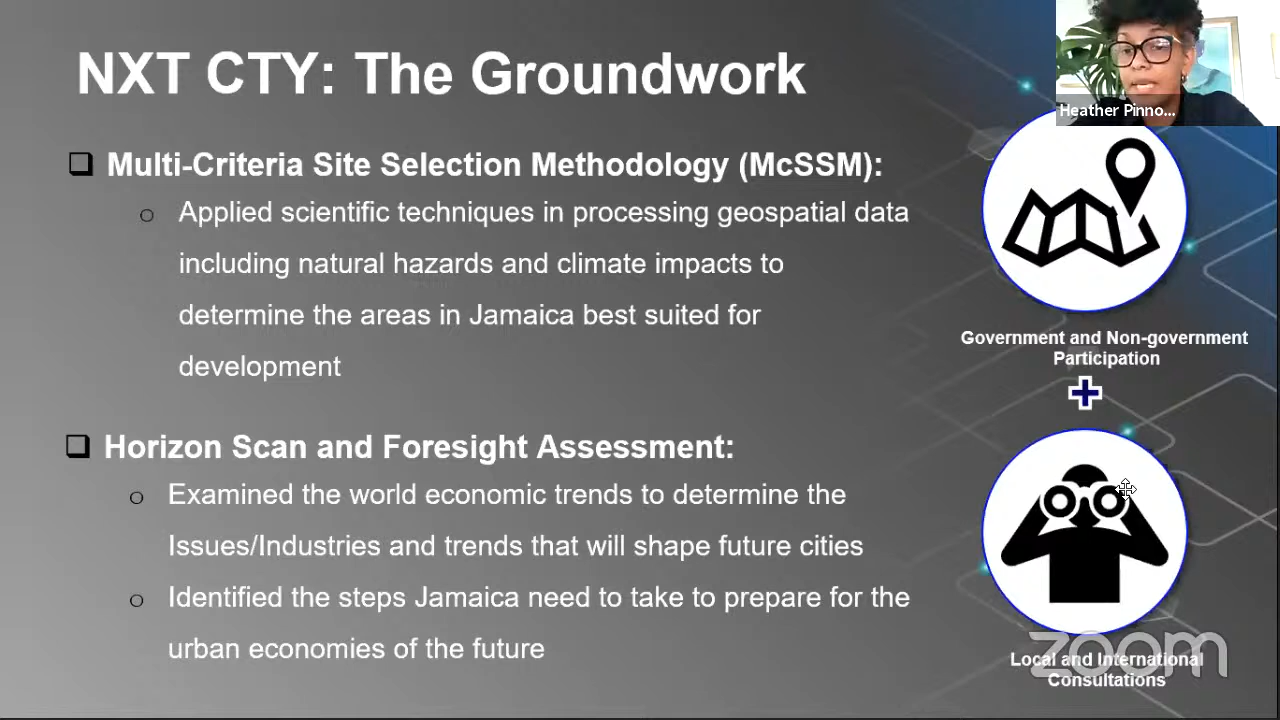 NXT CTY: The Groundwork
Heather Pinno...
Multi-Criteria Site Selection Methodology (McSSM):
Applied scientific techniques in processing geospatial data
including natural hazards and climate impacts to
determine the areas in Jamaica best suited for
development
Government and Non-government
Participation
Horizon Scan and Foresight Assessment:
Examined the world economic trends to determine the
Issues/Industries and trends that will shape future cities
Identified the steps Jamaica need to take to prepare for the
urban economies of the future
Local and International
Consultations
zoom